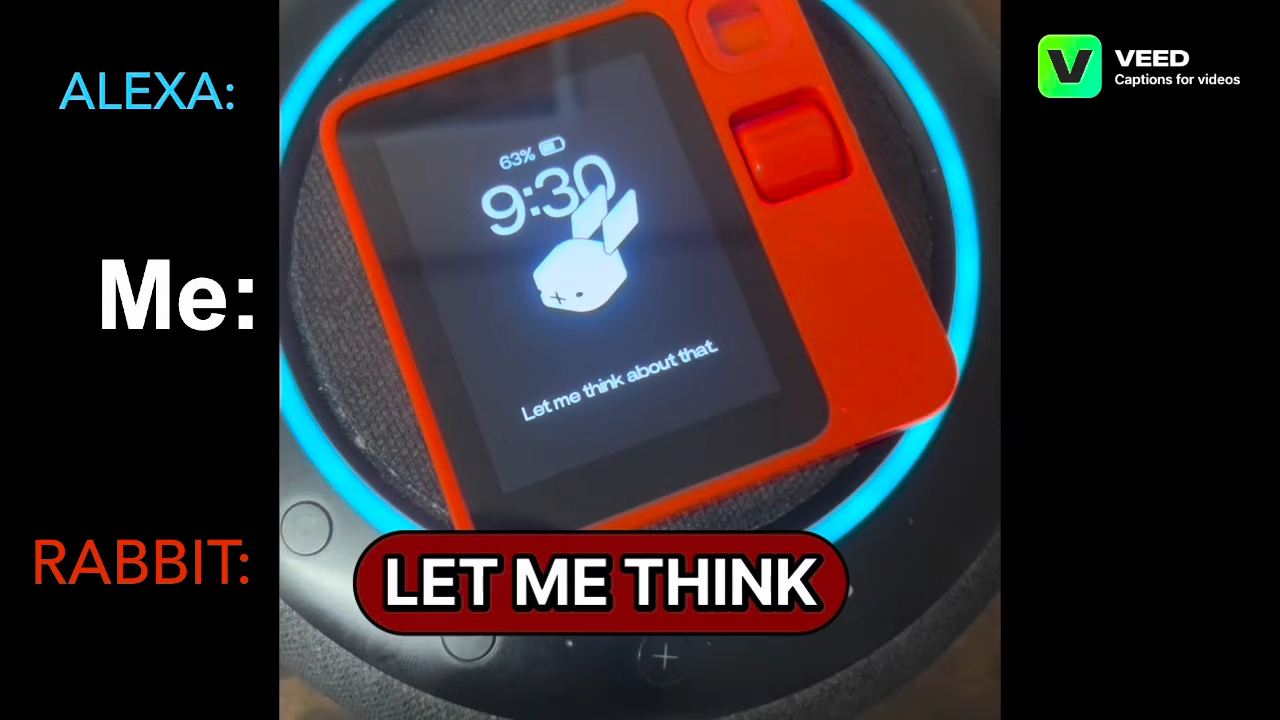 ALEXA:
VEED
Captions for videos
63%
9:30
Me:
Let me think about that.
RABBIT:
LET ME THINK